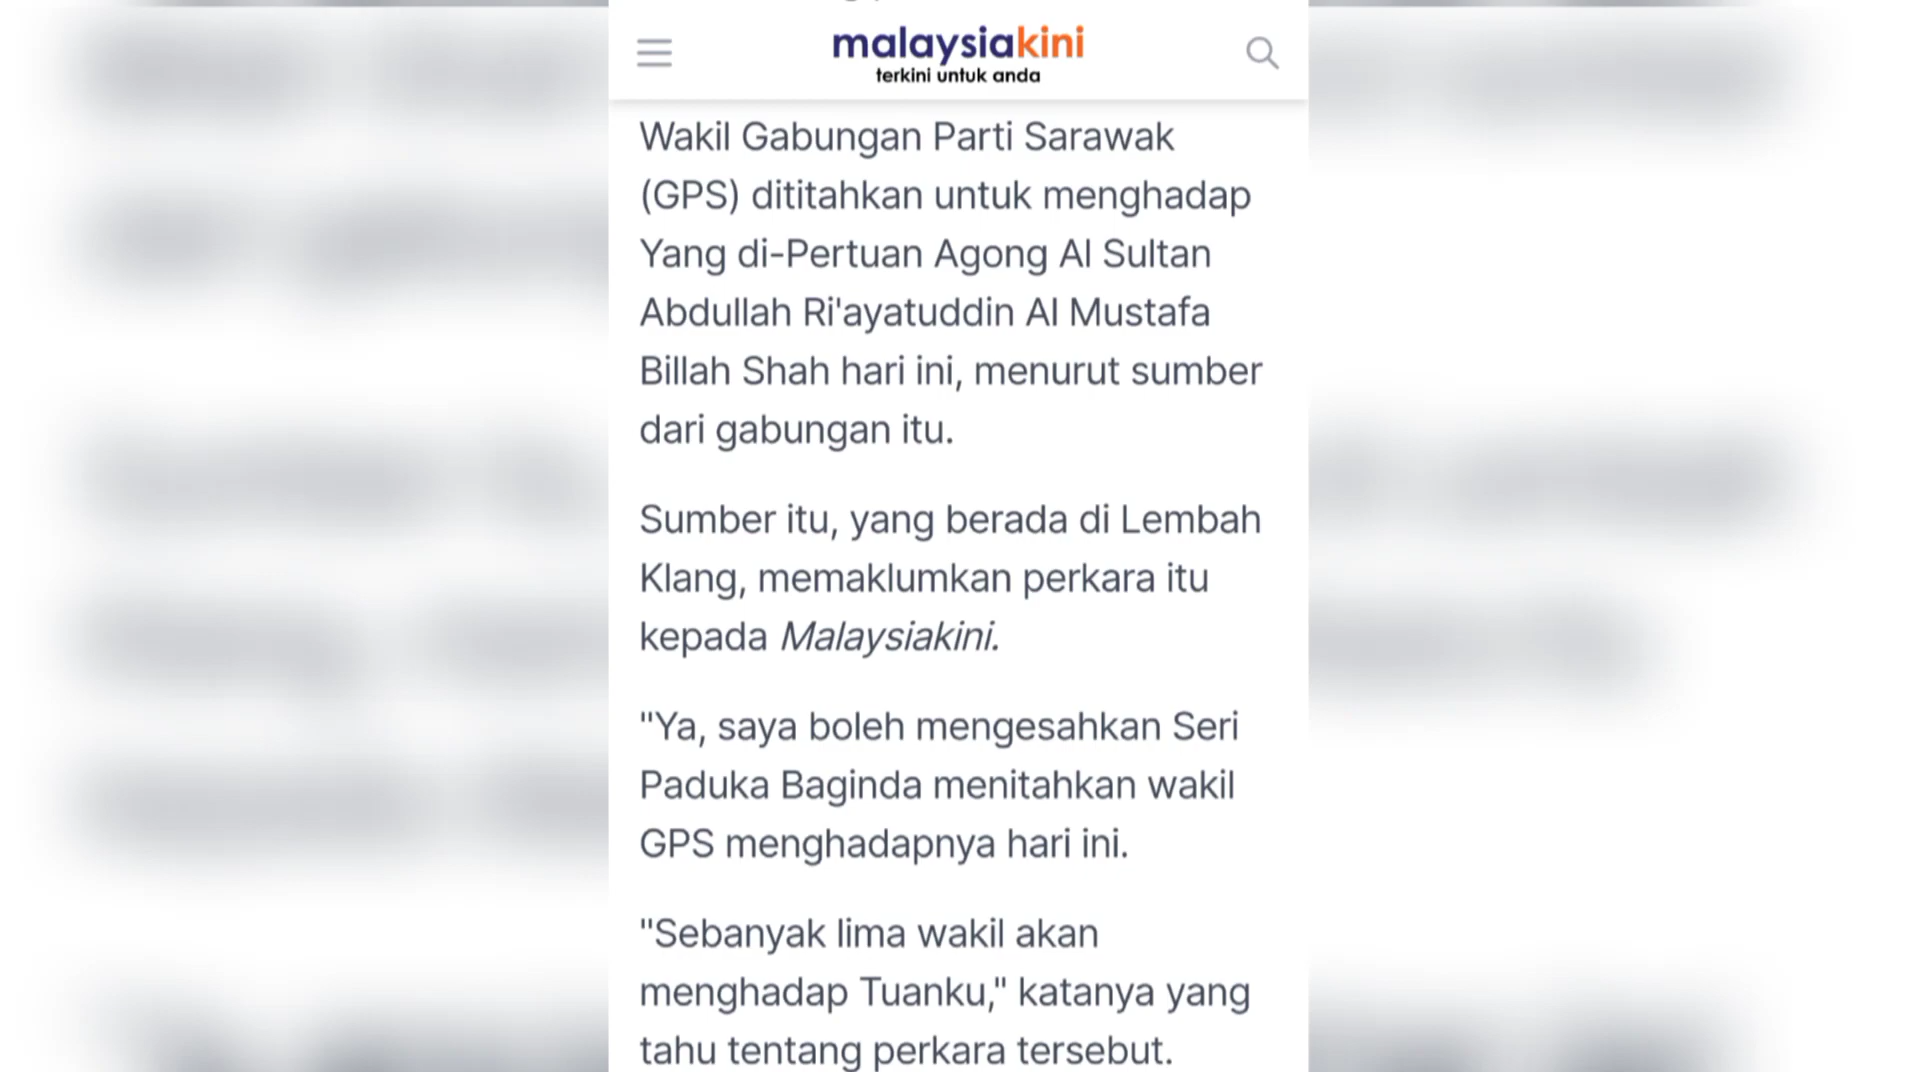 malaysiakini
terkini untuk anda
Wakil Gabungan Parti Sarawak
(GPS) dititahkan untuk menghadap
Yang di-Pertuan Agong Al Sultan
Abdullah Ri'ayatuddin Al Mustafa
Billah Shah hari ini, menurut sumber
dari gabungan itu.
Sumber itu, yang berada di Lembah
Klang, memaklumkan perkara itu
kepada Malaysiakini.
"Ya, saya boleh mengesahkan Seri
Paduka Baginda menitahkan wakil
GPS menghadapnya hari ini.
"Sebanyak lima wakil akan
menghadap Tuanku," katanya yang
tahu tentang perkara tersebut.